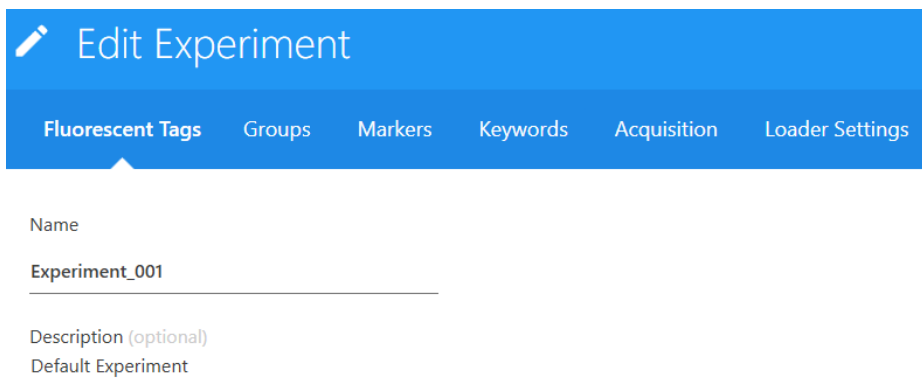 Edit Experiment
Fluorescent Tags Groups Markers Keywords Acquisition Loader Settings
Name
Experiment_001
Description (optional)
Default Experiment